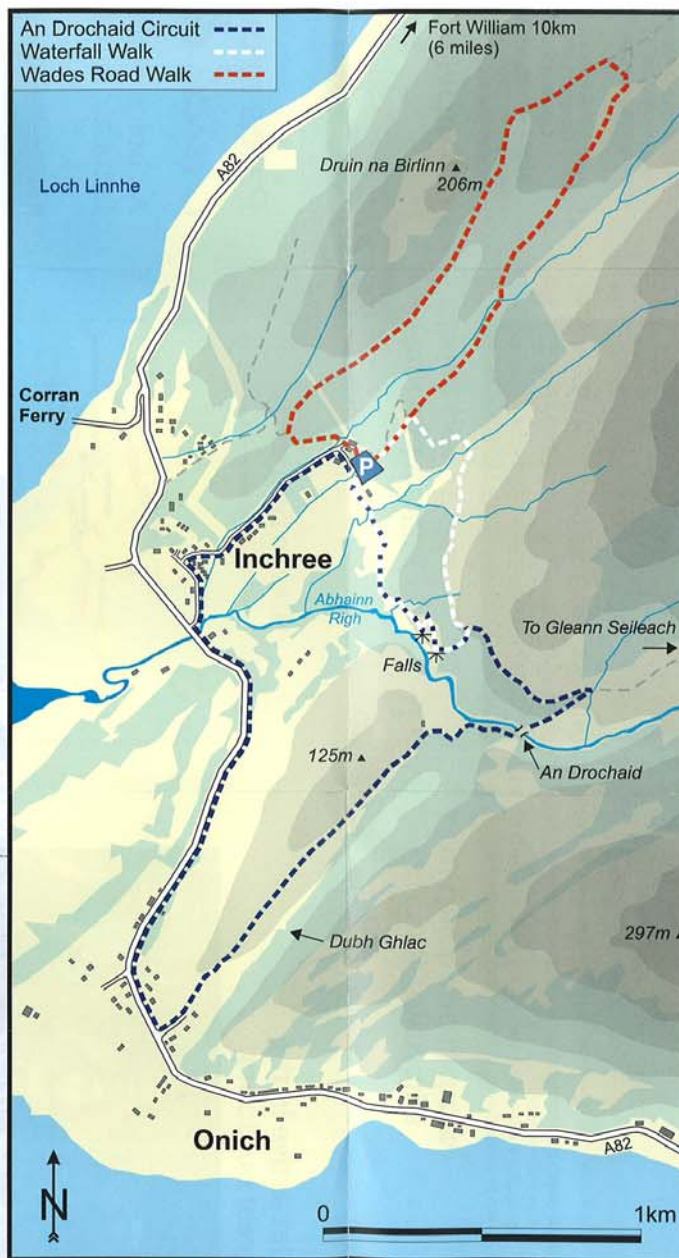 An Drochaid Circuit
Waterfall Walk
Wades Road Walk
Fort William 10km
(6 miles)
A82
Loch Linnhe
Druin na Birlinn
206m
Corran
Ferry
P
Inchree
Abhainn
Righ
To Gleann Seileach
Falls
125m
An Drochaid
Dubh Ghlac
297m
Onich
A82
N
0
1km